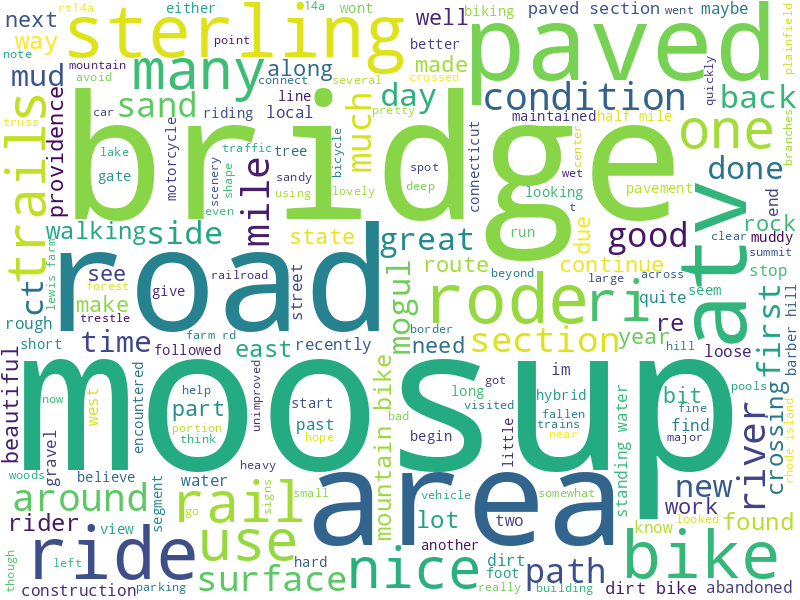 rt14a
either
14a
wont
biking
paved section
went
maybe
next
sterling
well
paved
plainfield
way
point
better
note
mountain
many
along
made
mud
avoid
connect
several
crossed
condition
quickly
back
sand
car
riding
line
local
day
maintained
half mile
truss
providence
bridge
much
one
branches
trails
motorcycle
lake
traffic
tree
bicycle
spot
connecticut
wet
center
gate
scenery
shape
sandy
lovely
deep
looking
pavement
done
using
even
t
end
walking
side
mile
state
great
run
due
good
atv
clear
rock
muddy
lewis farm
ct
see
road
railroad
street
route
beyond
continue
across
summit
stop
forest
give
mogul
rode
ri
large
quite
seem
make
trestle
rough
farm rd
border
section
year
hill
barber hill
first
short
time
followed
east
recently
need
re
loose
beautiful
unimproved
im
long
got
now
west
encountered
help
start
moosup
mountain bike
visited
hybrid
bit
pools
part
portion
past
bad
fallen
fine
find
think
hope
begin
trains
near
major
crossing
rhode island
gravel
believe
heavy
little
standing water
river
woods
segment
water
vehicle
area
somewhat
new
around
rail
signs
small
go
work
rider
view
use
lot
two
know
looked
found
ride
hard
another
dirt
foot
path
bike
though
left
surface
nice
really
building
construction
parking
dirt bike
abandoned